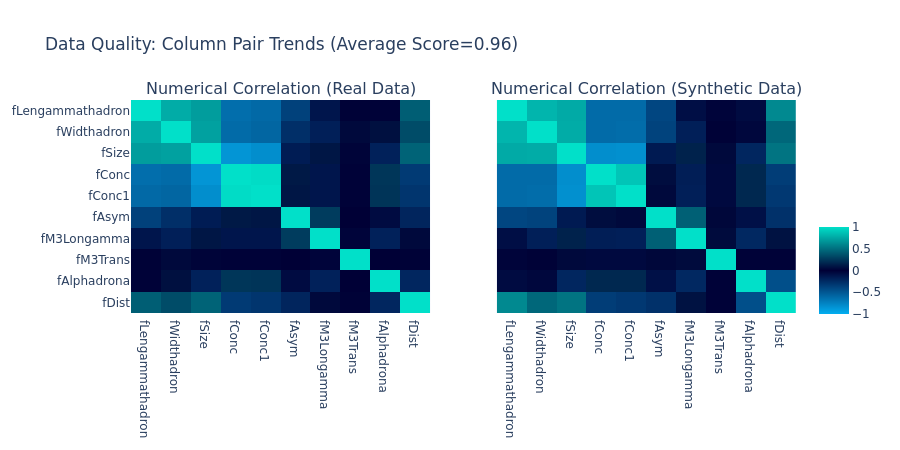 Data Quality: Column Pair Trends (Average Score=0.96)
Numerical Correlation (Real Data)
Numerical Correlation (Synthetic Data)
fLengammathadron
fWidthadron
fSize
fConc
fConc1
fAsym
fM3Longamma
fM3Trans
fAlphadrona
fDist
fLengammathadron
fWidthadron
fSize
fConc
fConc1
fAsym
fM3Longamma
fM3Trans
fAlphadrona
fDist
fLengammathadron
fWidthadron
fSize
fConc
fConc1
fAsym
fM3Longamma
fM3Trans
fAlphadrona
fDist
1
0.5
0
−0.5
−1